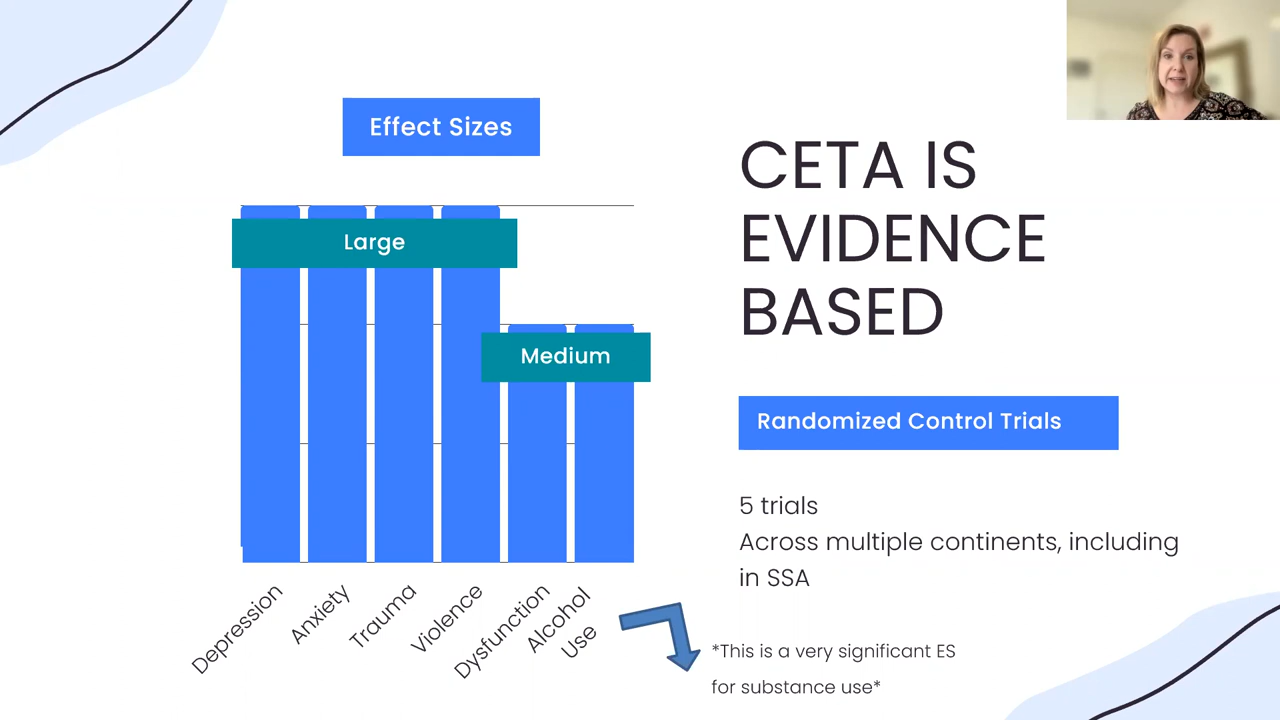 Effect Sizes
Large
Medium
Depression
Anxiety
Trauma
Violence
Dysfunction
Alcohol
Use
CETA IS
EVIDENCE
BASED
Randomized Control Trials
5 trials
Across multiple continents, including
in SSA
*This is a very significant ES
for substance use*